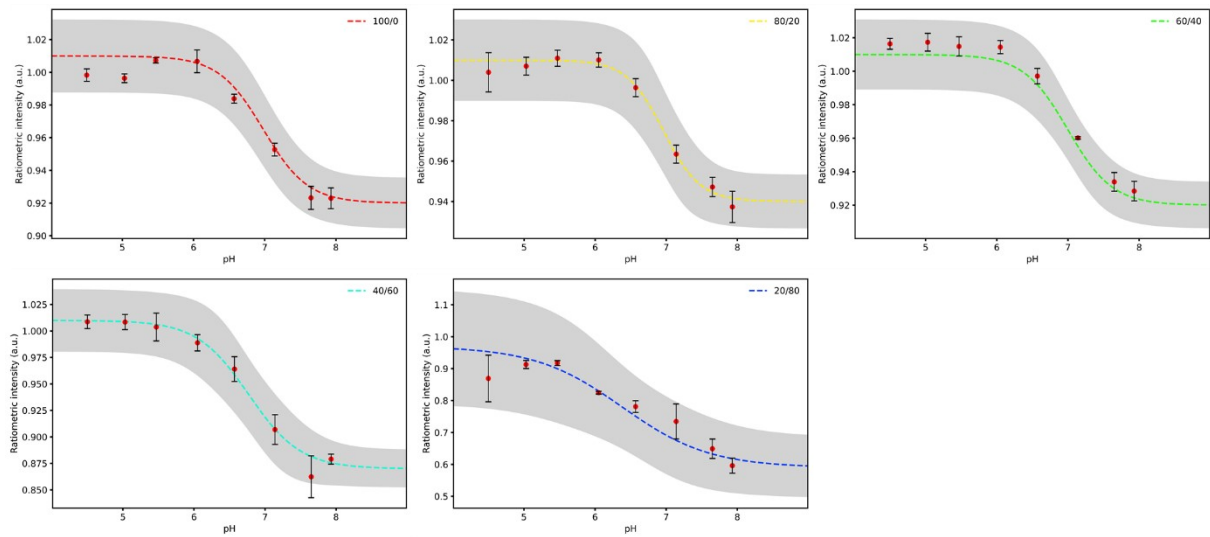 100/0
Ratiometric intensity (a.u.)
1.02
1.00
0.98
0.96
0.94
0.92
0.90
5 6 7 8
pH
80/20
Ratiometric intensity (a.u.)
1.02
1.00
0.98
0.96
0.94
5 6 7 8
pH
60/40
Ratiometric intensity (a.u.)
1.02
1.00
0.98
0.96
0.94
0.92
5 6 7 8
pH
40/60
Ratiometric intensity (a.u.)
1.025
1.000
0.975
0.950
0.925
0.900
0.875
0.850
5 6 7 8
pH
20/80
Ratiometric intensity (a.u.)
1.1
1.0
0.9
0.8
0.7
0.6
0.5
5 6 7 8
pH